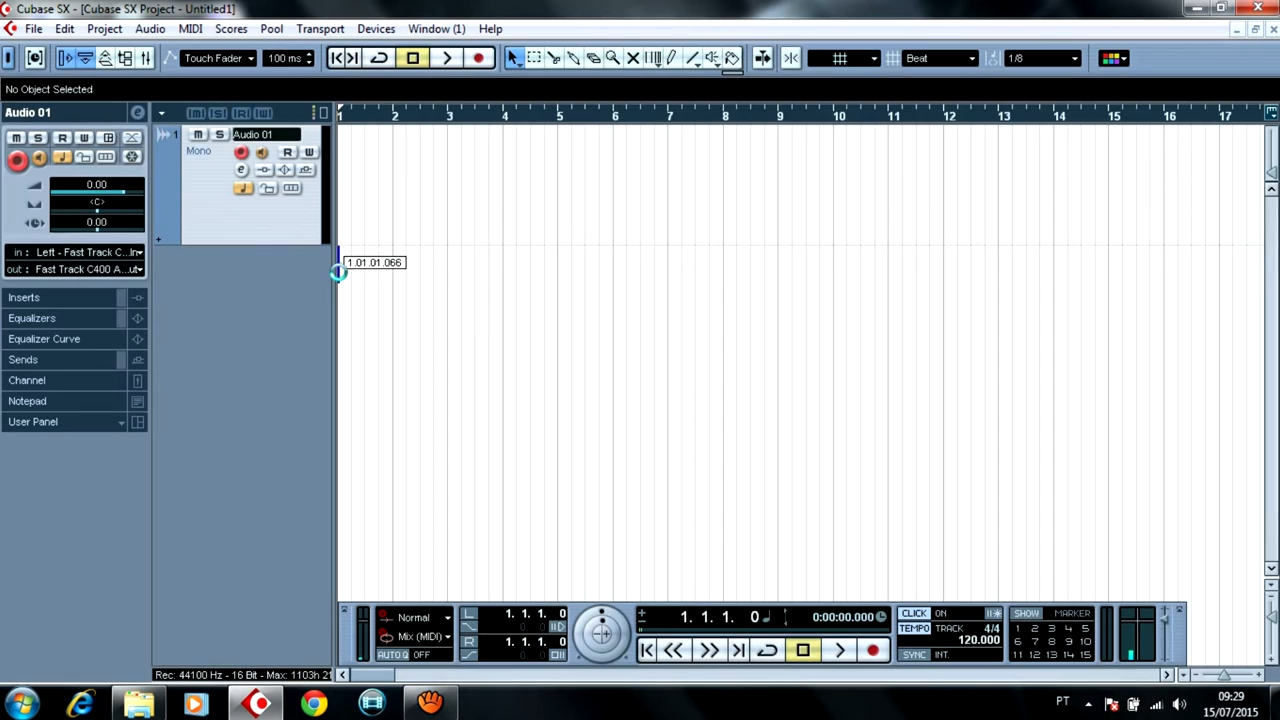 Cubase SX - [Cubase SX Project - Untitled1]
File Edit Project Audio MIDI Scores Pool Transport Devices Window (1) Help
Touch Fader 100 ms Beat 1/8
No Object Selected
Audio 01
1 2 3 4 5 6 7 8 9 10 11 12 13 14 15 16 17
1 m S Audio 01
m S R W
Mono R W
e
0.00
<C>
0.00
in : Left - Fast Track C...In
out : Fast Track C400 A...ut
1.01.01.066
Inserts
Equalizers
Equalizer Curve
Sends
Channel
Notepad
User Panel
Normal L 1. 1. 1. 0 1. 1. 1. 0 0:00:00.000 CLICK ON SHOW MARKER
Mix (MIDI) R 1. 1. 1. 0 TEMPO TRACK 4/4 1 2 3 4 5
120.000 6 7 8 9 10
AUTO Q OFF SYNC INT. 11 12 13 14 15
Rec: 44100 Hz - 16 Bit - Max: 1103h 21
PT 09:29
15/07/2015